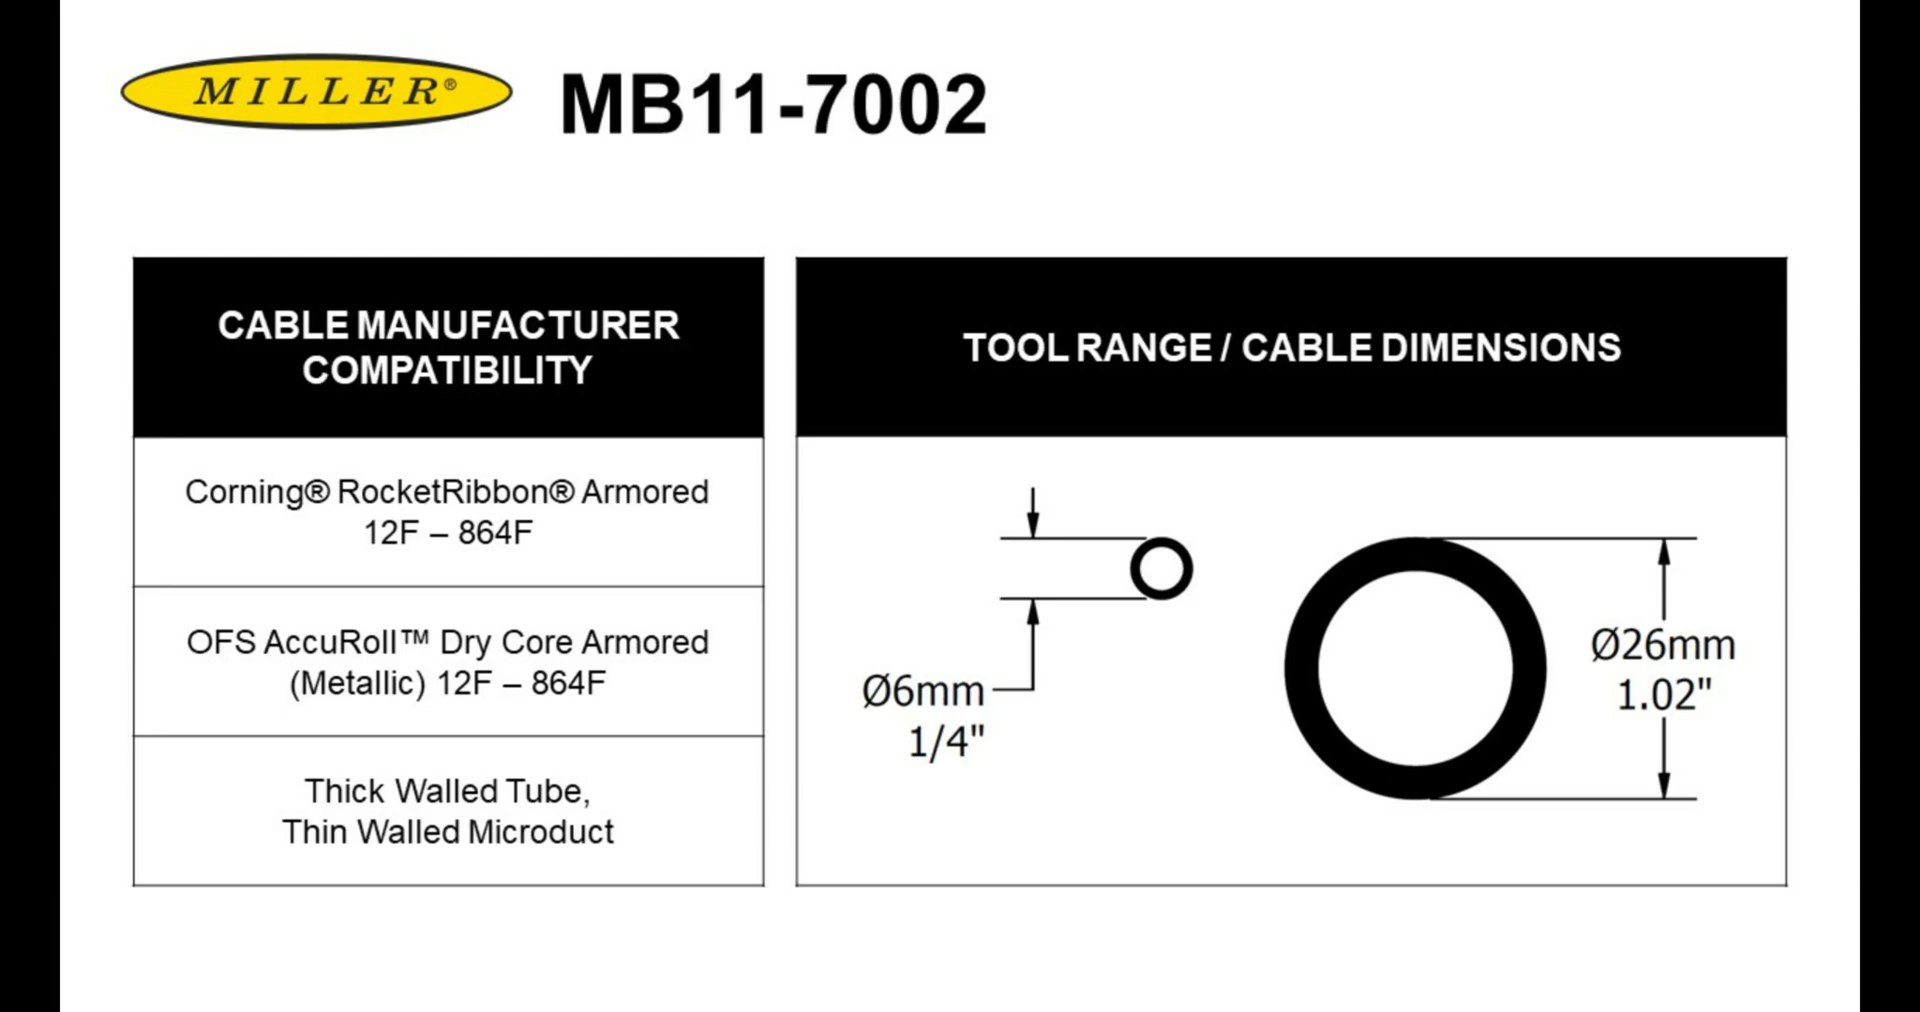 MILLER®
MB11-7002
CABLE MANUFACTURER
COMPATIBILITY
Corning® RocketRibbon® Armored
12F – 864F
OFS AccuRoll™ Dry Core Armored
(Metallic) 12F – 864F
Thick Walled Tube,
Thin Walled Microduct
TOOL RANGE / CABLE DIMENSIONS
Ø6mm
1/4"
Ø26mm
1.02"